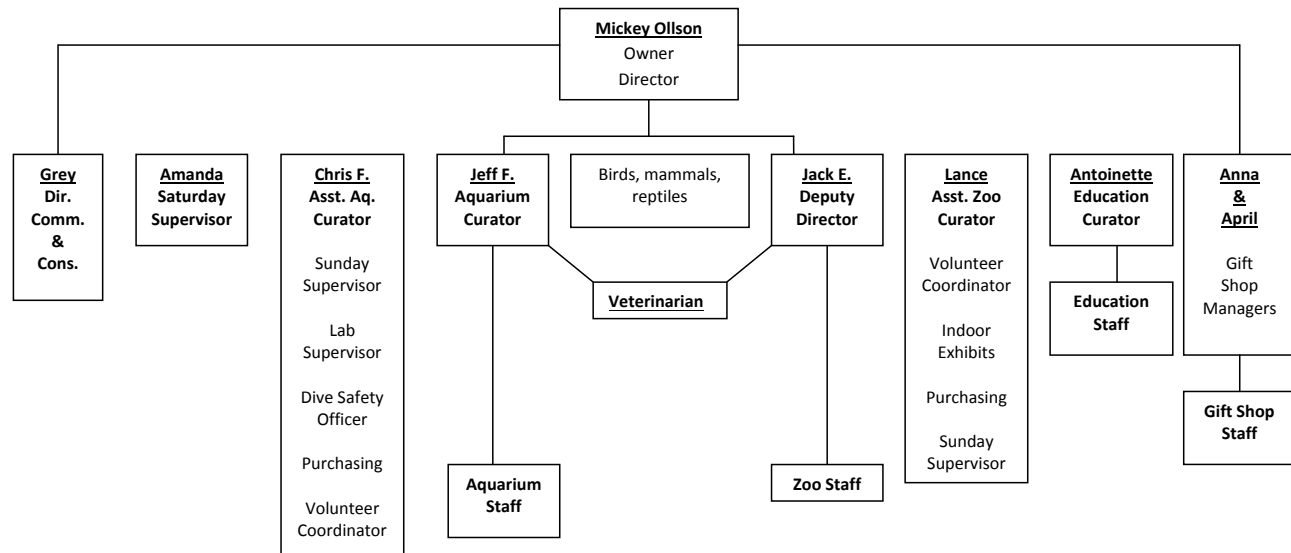 Mickey Ollson
Owner
Director
Grey
Dir.
Comm.
&
Cons.
Amanda
Saturday
Supervisor
Chris F.
Asst. Aq.
Curator
Sunday
Supervisor
Lab
Supervisor
Dive Safety
Officer
Purchasing
Volunteer
Coordinator
Jeff F.
Aquarium
Curator
Birds, mammals,
reptiles
Jack E.
Deputy
Director
Veterinarian
Aquarium
Staff
Zoo Staff
Lance
Asst. Zoo
Curator
Volunteer
Coordinator
Indoor
Exhibits
Purchasing
Sunday
Supervisor
Antoinette
Education
Curator
Education
Staff
Anna
&
April
Gift
Shop
Managers
Gift Shop
Staff